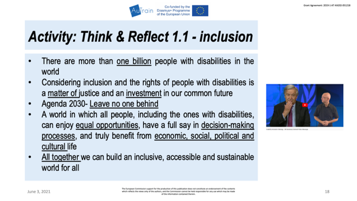 AuTrain
Co-funded by the
Erasmus+ Programme
of the European Union
Activity: Think & Reflect 1.1 - inclusion
• There are more than one billion people with disabilities in the
world
• Considering inclusion and the rights of people with disabilities is
a matter of justice and an investment in our common future
• Agenda 2030- Leave no one behind
• A world in which all people, including the ones with disabilities,
can enjoy equal opportunities, have a full say in decision-making
processes, and truly benefit from economic, social, political and
cultural life
• All together we can build an inclusive, accessible and sustainable
world for all
June 3, 2021
18